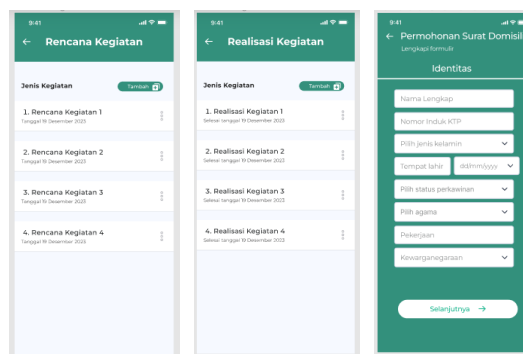 9:41
Rencana Kegiatan
Jenis Kegiatan
Tambah
1. Rencana Kegiatan 1
Tanggal 19 Desember 2023
2. Rencana Kegiatan 2
Tanggal 19 Desember 2023
3. Rencana Kegiatan 3
Tanggal 19 Desember 2023
4. Rencana Kegiatan 4
Tanggal 19 Desember 2023
9:41
Realisasi Kegiatan
Jenis Kegiatan
Tambah
1. Realisasi Kegiatan 1
Selesai tanggal 19 Desember 2023
2. Realisasi Kegiatan 2
Selesai tanggal 19 Desember 2023
3. Realisasi Kegiatan 3
Selesai tanggal 19 Desember 2023
4. Realisasi Kegiatan 4
Selesai tanggal 19 Desember 2023
9:41
Permohonan Surat Domisili
Lengkapi formulir
Identitas
Nama Lengkap
Nomor Induk KTP
Pilih jenis kelamin
Tempat lahir dd/mm/yyyy
Pilih status perkawinan
Pilih agama
Pekerjaan
Kewarganegaraan
Selanjutnya →